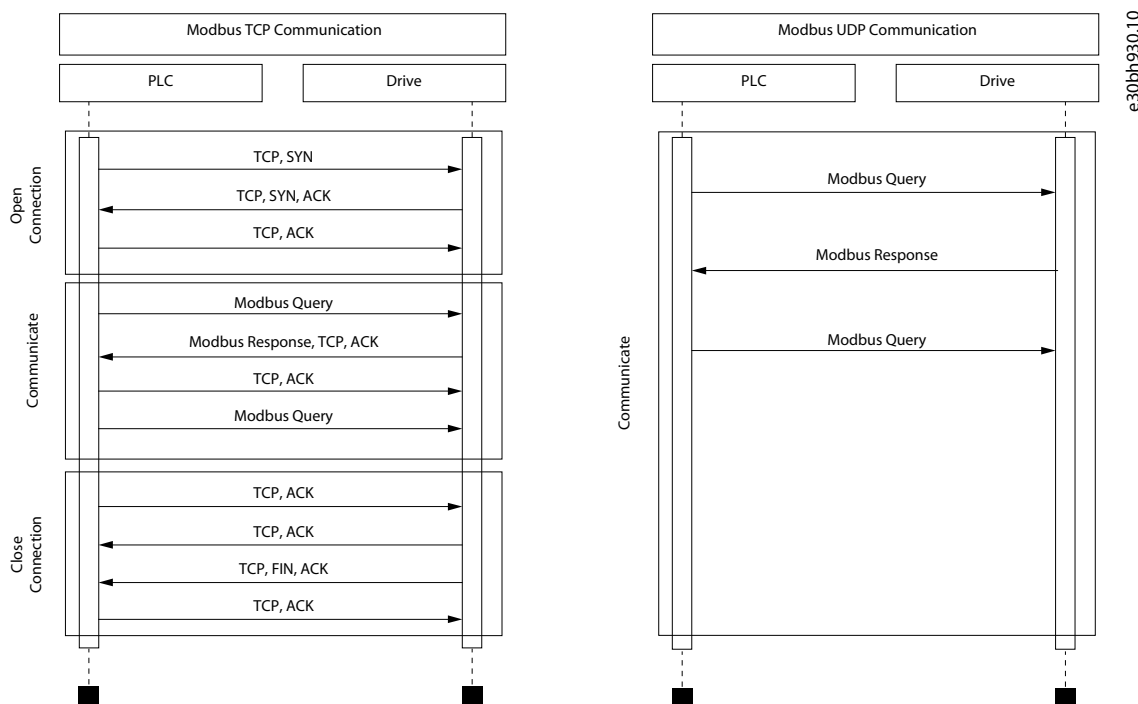 Modbus TCP Communication
PLC
Drive
Open
Connection
TCP, SYN
TCP, SYN, ACK
TCP, ACK
Communicate
Modbus Query
Modbus Response, TCP, ACK
TCP, ACK
Modbus Query
Close
Connection
TCP, ACK
TCP, ACK
TCP, FIN, ACK
TCP, ACK
Modbus UDP Communication
PLC
Drive
Communicate
Modbus Query
Modbus Response
Modbus Query
e30bh930.10